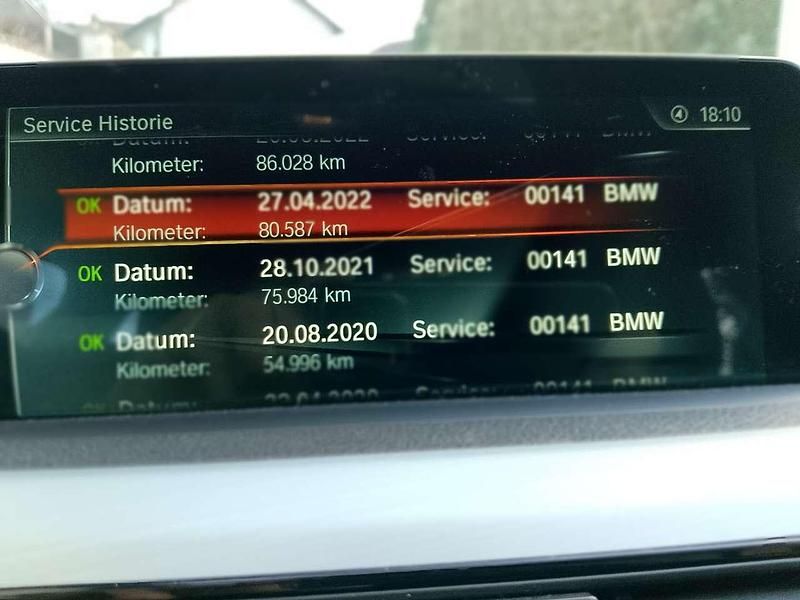 Service Historie
18:10
Kilometer: 86.028 km
OK Datum: 27.04.2022 Service: 00141 BMW
Kilometer: 80.587 km
OK Datum: 28.10.2021 Service: 00141 BMW
Kilometer: 75.984 km
OK Datum: 20.08.2020 Service: 00141 BMW
Kilometer: 54.996 km